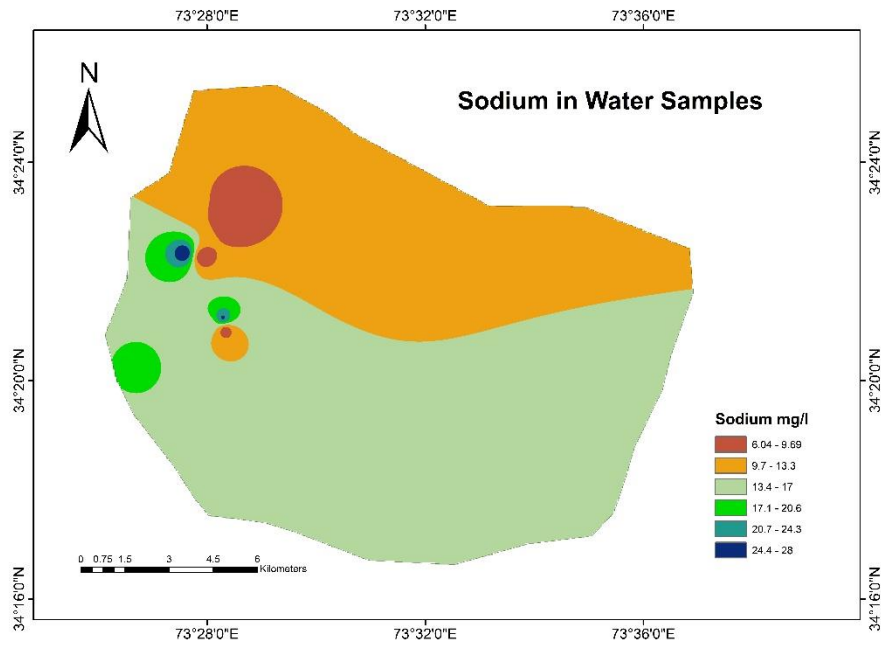 73°28'0"E 73°32'0"E 73°36'0"E
N
Sodium in Water Samples
34°24'0"N 34°24'0"N
34°20'0"N 34°20'0"N
Sodium mg/l
6.04 - 9.69
9.7 - 13.3
13.4 - 17
17.1 - 20.6
20.7 - 24.3
24.4 - 28
0 0.75 1.5 3 4.5 6
Kilometers
34°16'0"N 34°16'0"N
73°28'0"E 73°32'0"E 73°36'0"E